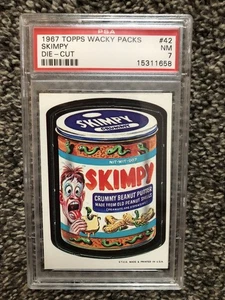 PSA
1967 TOPPS WACKY PACKS
#42
SKIMPY
NM
DIE-CUT
7
15311658
SKIMPY
SKIMPY
CRUMMY PEANUT PUTTER
MADE FROM OLD PEANUT SHELLS